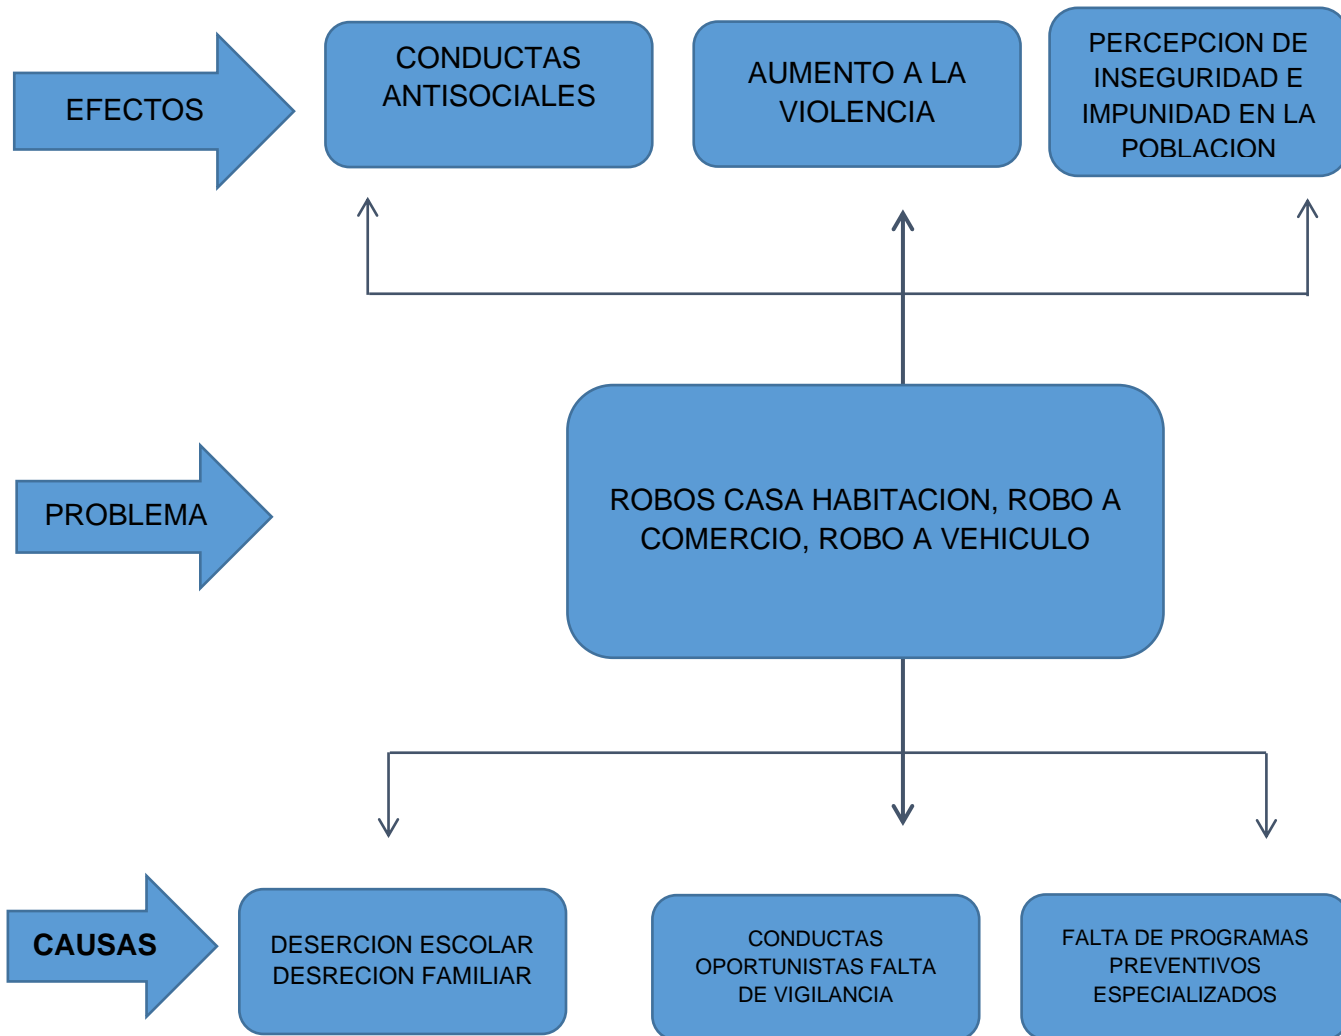 EFECTOS
CONDUCTAS
ANTISOCIALES
AUMENTO A LA
VIOLENCIA
PERCEPCION DE
INSEGURIDAD E
IMPUNIDAD EN LA
POBLACION
PROBLEMA
ROBOS CASA HABITACION, ROBO A
COMERCIO, ROBO A VEHICULO
CAUSAS
DESERCION ESCOLAR
DESRECION FAMILIAR
CONDUCTAS
OPORTUNISTAS FALTA
DE VIGILANCIA
FALTA DE PROGRAMAS
PREVENTIVOS
ESPECIALIZADOS